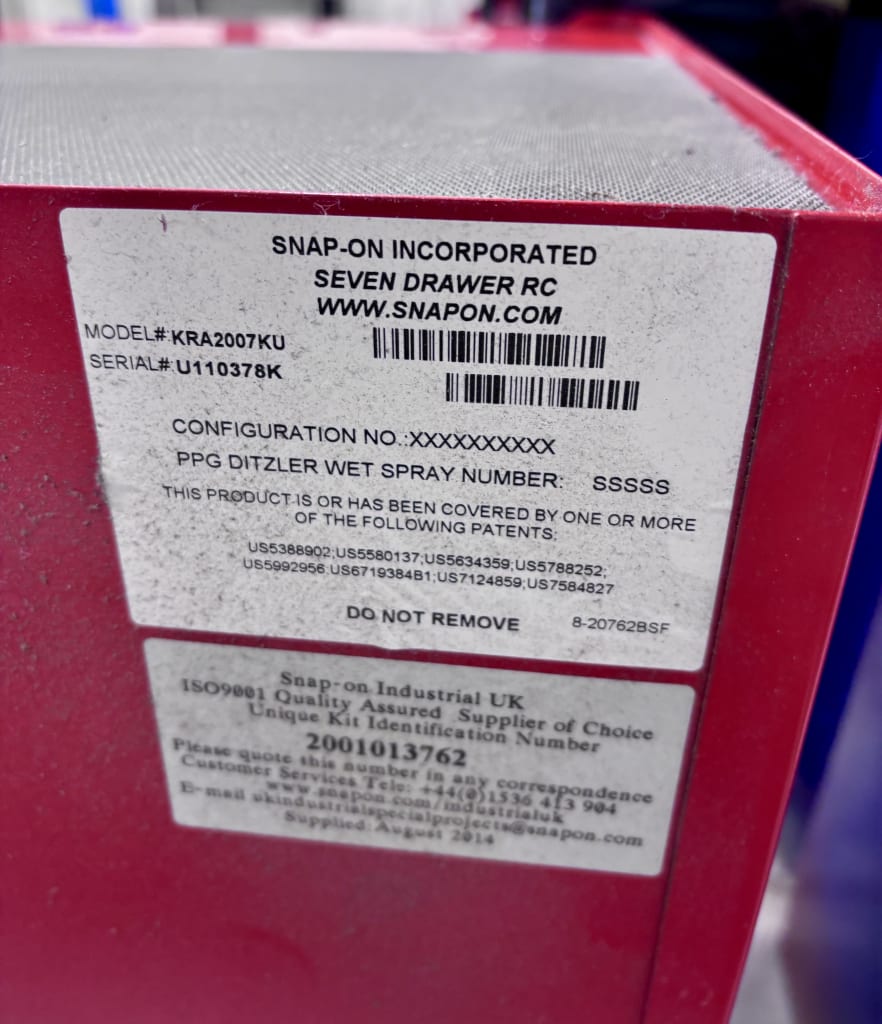 SNAP-ON INCORPORATED
SEVEN DRAWER RC
WWW.SNAPON.COM
MODEL#:KRA2007KU
SERIAL#:U110378K
CONFIGURATION NO.:XXXXXXXXXX
PPG DITZLER WET SPRAY NUMBER: SSSSS
THIS PRODUCT IS OR HAS BEEN COVERED BY ONE OR MORE
OF THE FOLLOWING PATENTS:
US5388902;US5580137;US5634359;US5788252;
US5992956;US6719384B1;US7124859;US7584827
DO NOT REMOVE 8-20762BSF
Snap-on Industrial UK
ISO9001 Quality Assured Supplier of Choice
Unique Kit Identification Number
2001013762
Please quote this number in any correspondence
Customer Services Tele: +44(0)1536 413 904
www.snapon.com/industrialuk
E-mail ukindustrialspecialprojects@snapon.com
Supplied: August 2014